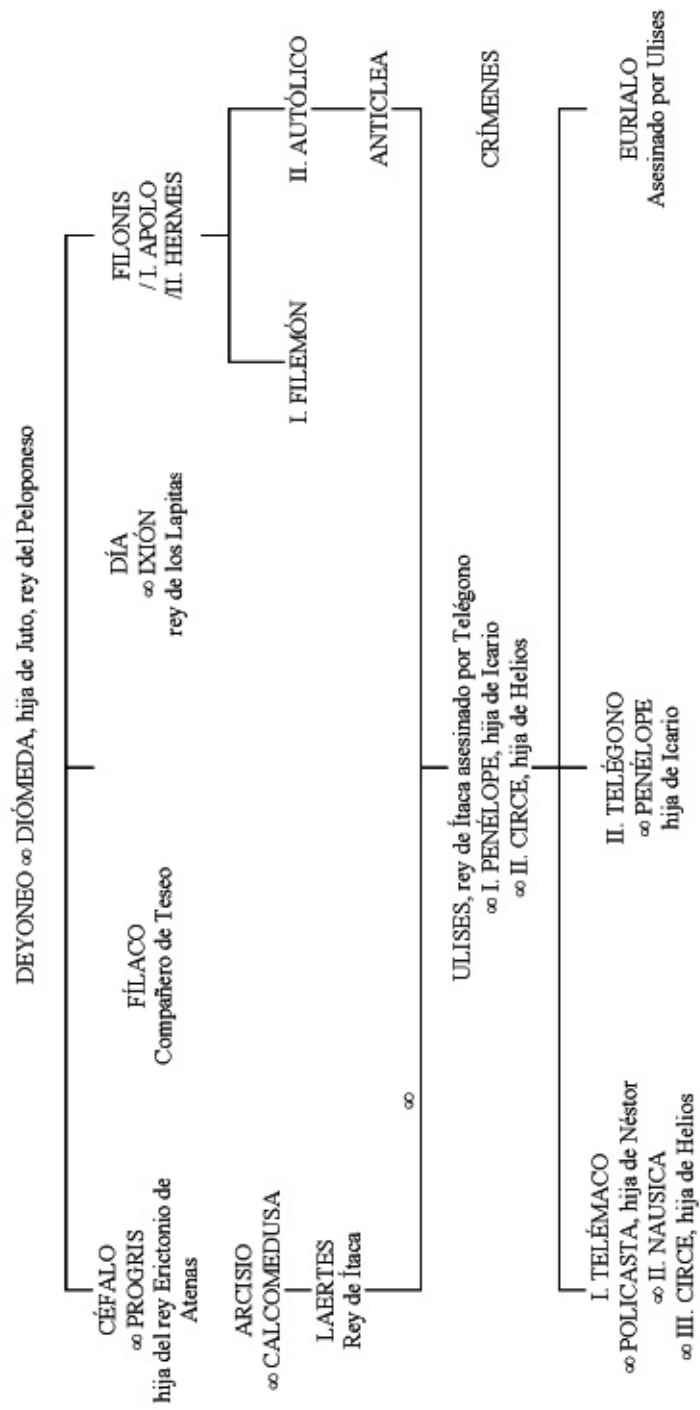 DEYONEO ∞ DIÓMEDA, hija de Juto, rey del Peloponeso
CÉFALO
∞ PROGRIS
hija del rey Erictonio de
Atenas
FÍLACO
Compañero de Teseo
DÍA
∞ IXIÓN
rey de los Lapitas
FILONIS
/ I. APOLO
/II. HERMES
ARCISIO
∞ CALCOMEDUSA
LAERTES
Rey de Ítaca
∞
I. FILEMÓN
II. AUTÓLICO
ANTICLEA
ULISES, rey de Ítaca asesinado por Telégono
∞ I. PENÉLOPE, hija de Icario
∞ II. CIRCE, hija de Helios
CRÍMENES
I. TELÉMACO
∞ POLICASTA, hija de Néstor
∞ II. NAUSICA
∞ III. CIRCE, hija de Helios
II. TELÉGONO
∞ PENÉLOPE
hija de Icario
EURIALO
Asesinado por Ulises